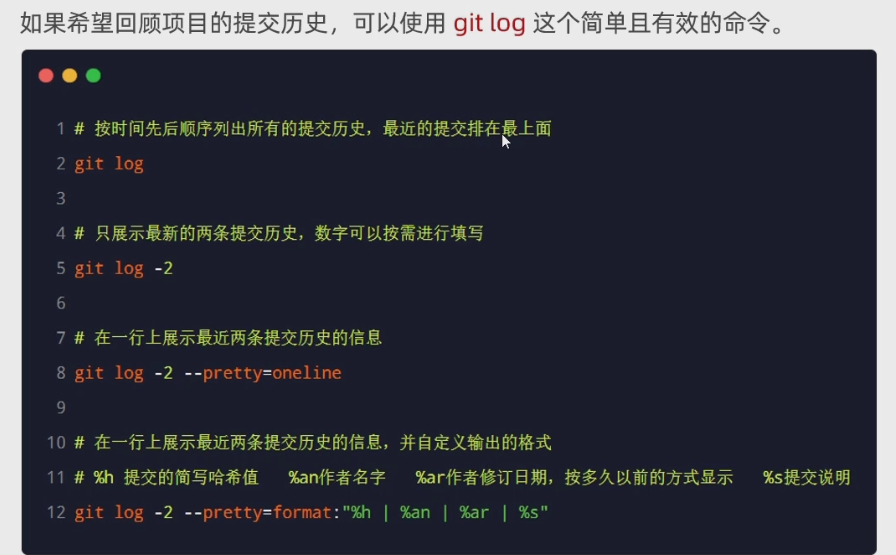 如果希望回顾项目的提交历史，可以使用 git log 这个简单且有效的命令。
1 # 按时间先后顺序列出所有的提交历史，最近的提交排在最上面
2 git log
3
4 # 只展示最新的两条提交历史，数字可以按需进行填写
5 git log -2
6
7 # 在一行上展示最近两条提交历史的信息
8 git log -2 --pretty=oneline
9
10 # 在一行上展示最近两条提交历史的信息，并自定义输出的格式
11 # %h 提交的简写哈希值 %an作者名字 %ar作者修订日期，按多久以前的方式显示 %s提交说明
12 git log -2 --pretty=format:"%h | %an | %ar | %s"